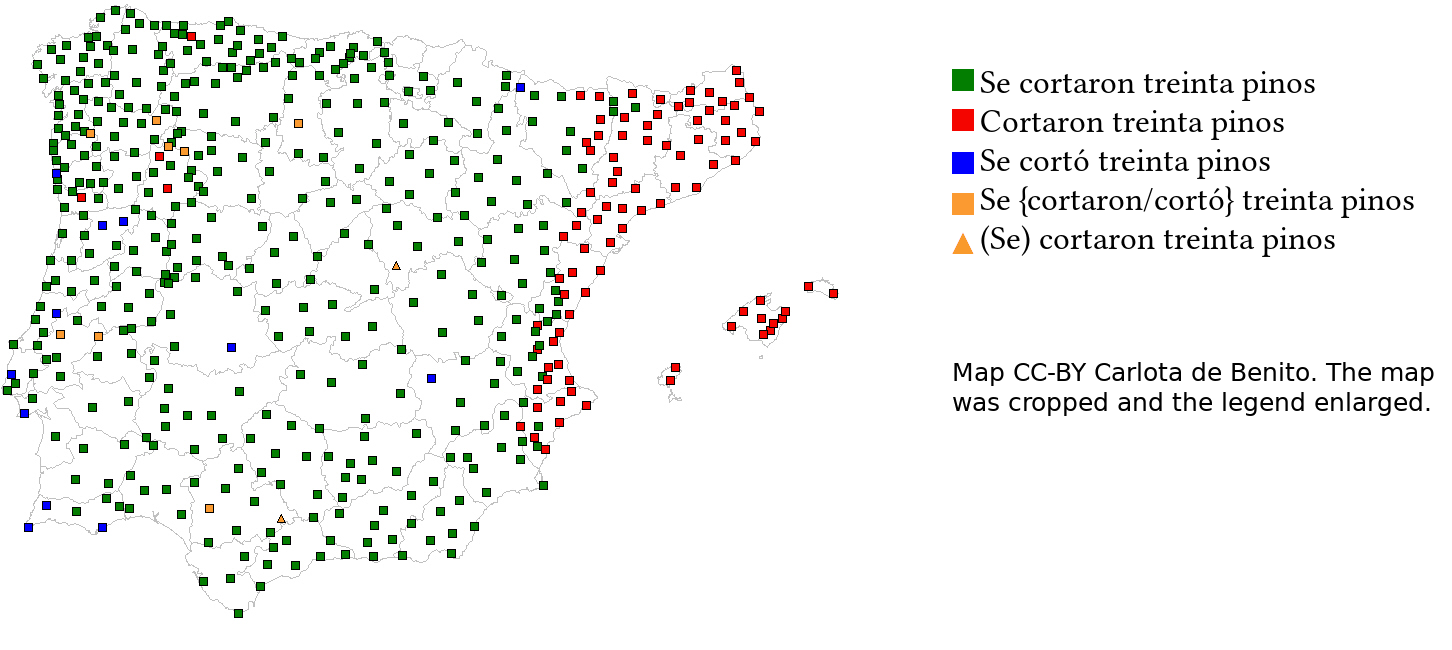 Se cortaron treinta pinos
Cortaron treinta pinos
Se cortó treinta pinos
Se {cortaron/cortó} treinta pinos
(Se) cortaron treinta pinos
Map CC-BY Carlota de Benito. The map
was cropped and the legend enlarged.